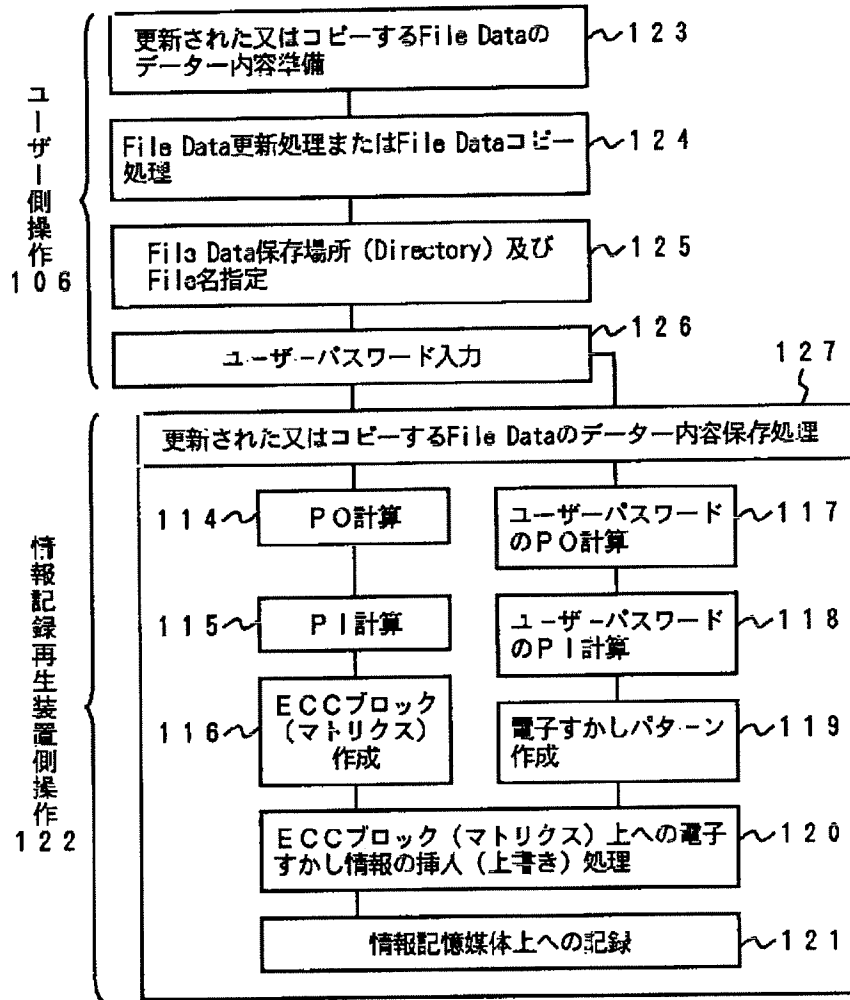 更新された又はコピーするFile Dataの
データー内容準備
123
File Data更新処理またはFile Dataコピー
処理
124
File Data保存場所（Directory）及び
File名指定
125
ユーザーパスワード入力
126
ユーザー側操作
106
127
更新された又はコピーするFile Dataのデーター内容保存処理
114
PO計算
ユーザーパスワード
のPO計算
117
115
PI計算
ユーザーパスワード
のPI計算
118
116
ECCブロック
（マトリクス）
作成
電子すかしパターン
作成
119
ECCブロック（マトリクス）上への電子
すかし情報の挿入（上書き）処理
120
情報記憶媒体上への記録
121
情報記録再生装置側操作
122